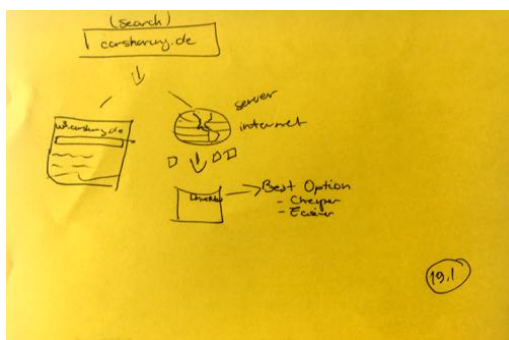 (search)
carsharing.de
server
internet
Best Option
- Cheaper
- Easier
19.1